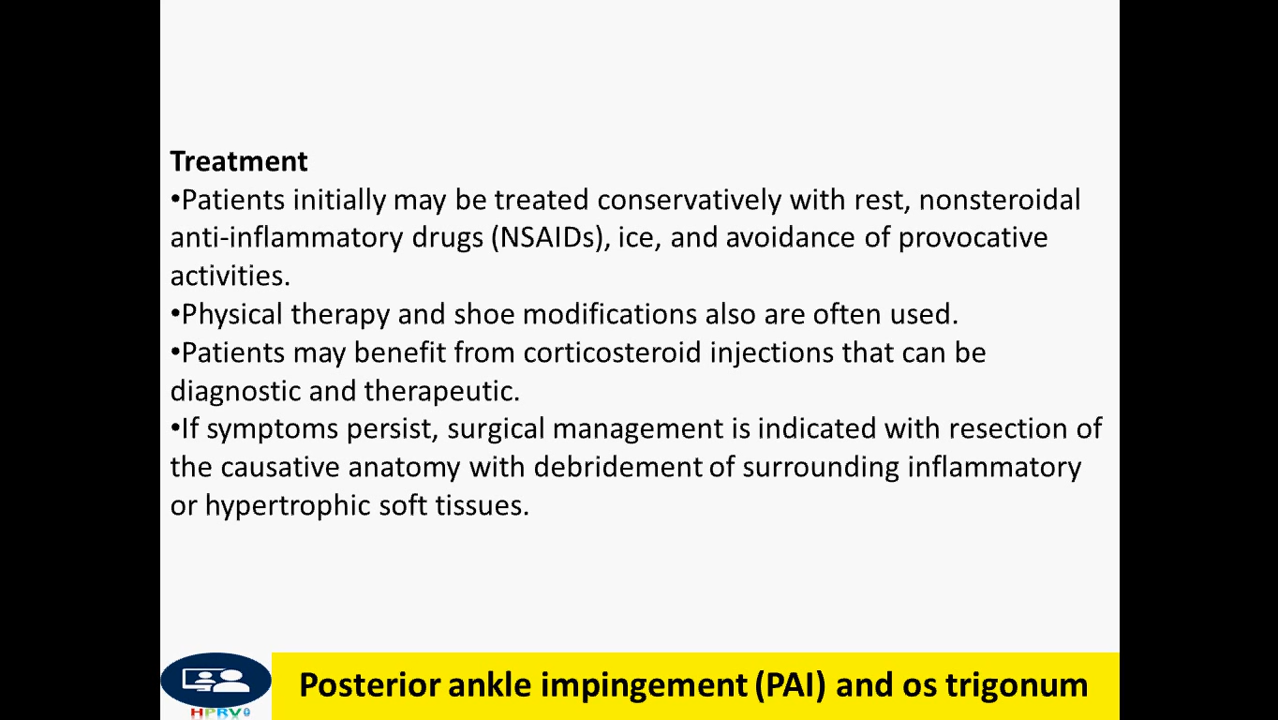 Treatment
•Patients initially may be treated conservatively with rest, nonsteroidal
anti-inflammatory drugs (NSAIDs), ice, and avoidance of provocative
activities.
•Physical therapy and shoe modifications also are often used.
•Patients may benefit from corticosteroid injections that can be
diagnostic and therapeutic.
•If symptoms persist, surgical management is indicated with resection of
the causative anatomy with debridement of surrounding inflammatory
or hypertrophic soft tissues.
Posterior ankle impingement (PAI) and os trigonum